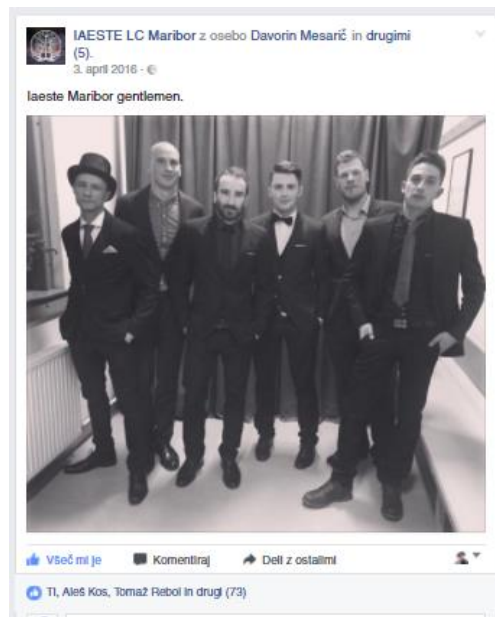 IAESTE LC Maribor z osebo Davorin Mesarič in drugimi
(5).
3. april 2016 ·
Iaeste Maribor gentlemen.
Všeč mi je Komentiraj Deli z ostalimi
Ti, Aleš Kos, Tomaž Rebol in drugi (73)